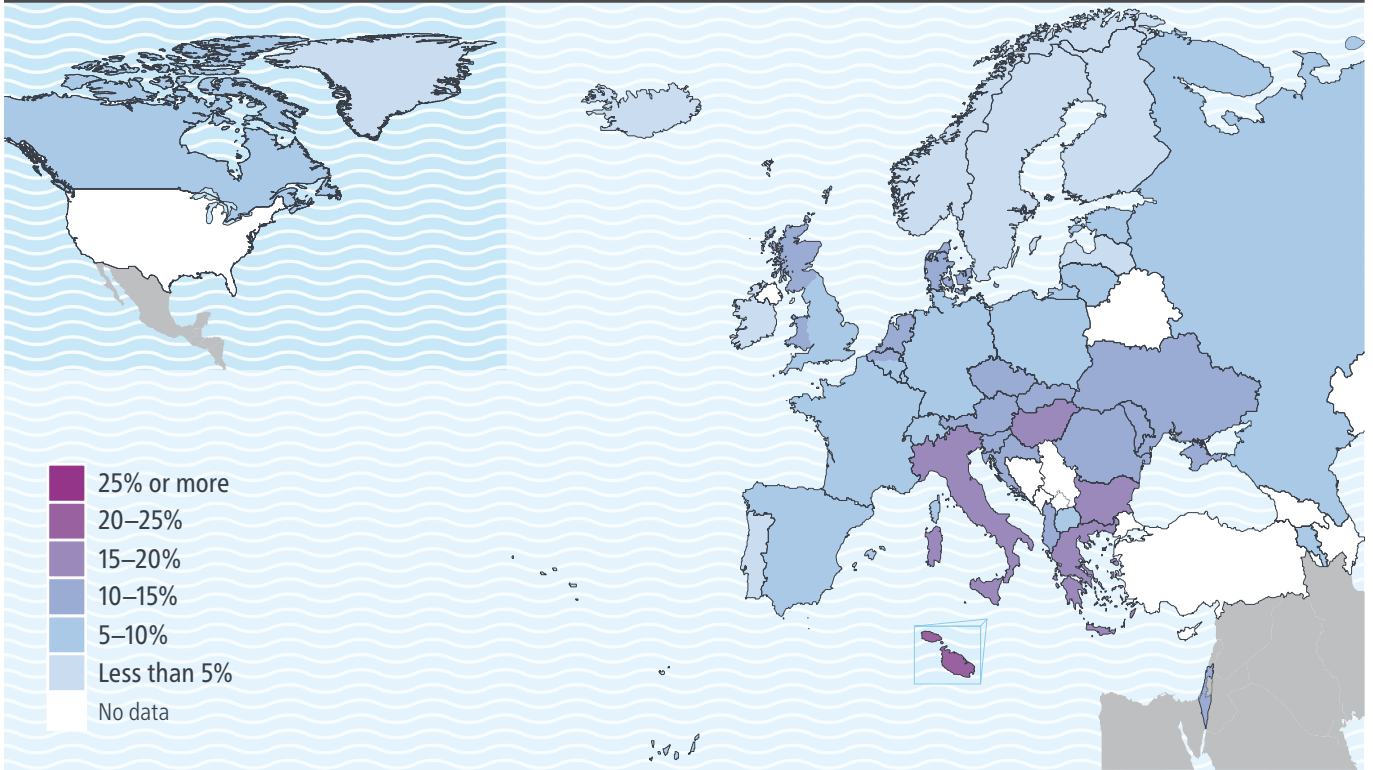 25% or more
20–25%
15–20%
10–15%
5–10%
Less than 5%
No data